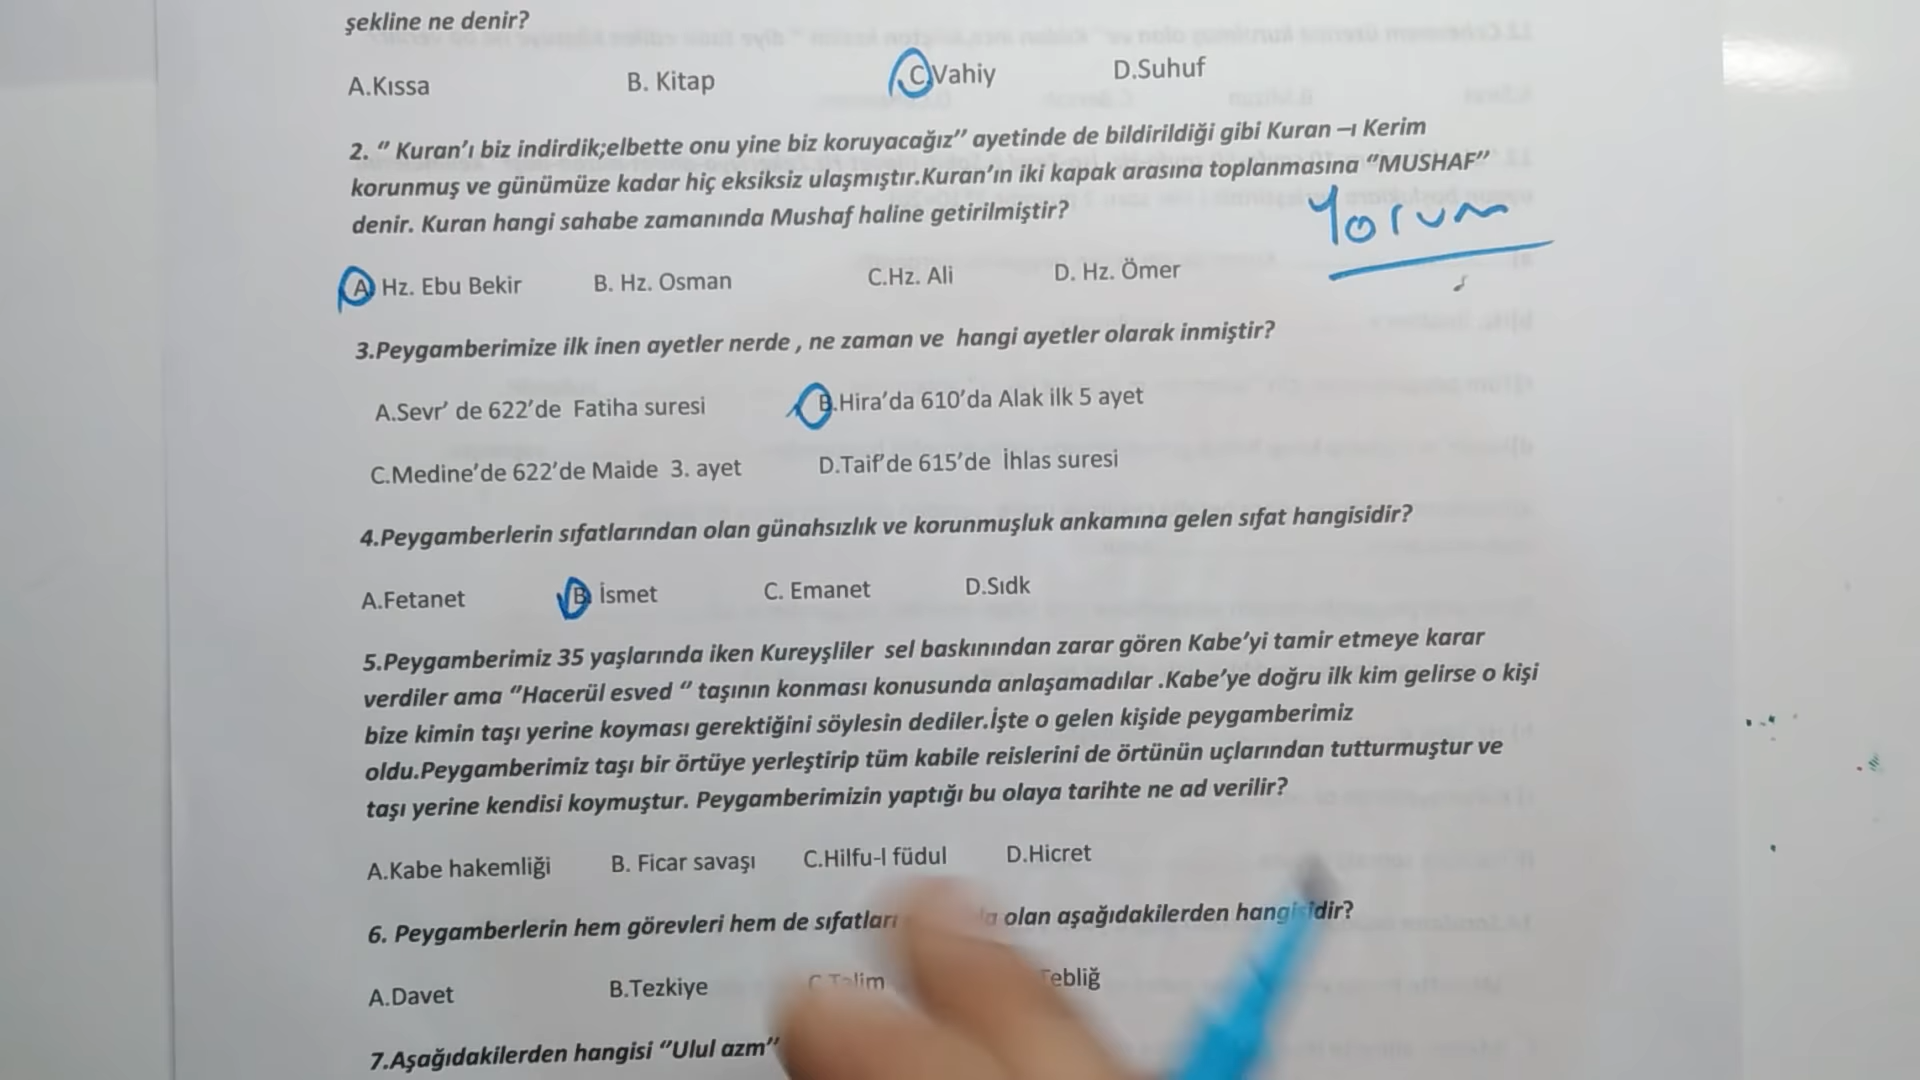 şekline ne denir?
A.Kıssa B. Kitap C.Vahiy D.Suhuf
2. “ Kuran’ı biz indirdik;elbette onu yine biz koruyacağız” ayetinde de bildirildiği gibi Kuran –ı Kerim
korunmuş ve günümüze kadar hiç eksiksiz ulaşmıştır.Kuran’ın iki kapak arasına toplanmasına “MUSHAF”
denir. Kuran hangi sahabe zamanında Mushaf haline getirilmiştir?
Yorum
A. Hz. Ebu Bekir B. Hz. Osman C.Hz. Ali D. Hz. Ömer
3.Peygamberimize ilk inen ayetler nerde , ne zaman ve hangi ayetler olarak inmiştir?
A.Sevr’ de 622’de Fatiha suresi B.Hira’da 610’da Alak ilk 5 ayet
C.Medine’de 622’de Maide 3. ayet D.Taif’de 615’de İhlas suresi
4.Peygamberlerin sıfatlarından olan günahsızlık ve korunmuşluk ankamına gelen sıfat hangisidir?
A.Fetanet B. İsmet C. Emanet D.Sıdk
5.Peygamberimiz 35 yaşlarında iken Kureyşliler sel baskınından zarar gören Kabe’yi tamir etmeye karar
verdiler ama “Hacerül esved “ taşının konması konusunda anlaşamadılar .Kabe’ye doğru ilk kim gelirse o kişi
bize kimin taşı yerine koyması gerektiğini söylesin dediler.İşte o gelen kişide peygamberimiz
oldu.Peygamberimiz taşı bir örtüye yerleştirip tüm kabile reislerini de örtünün uçlarından tutturmuştur ve
taşı yerine kendisi koymuştur. Peygamberimizin yaptığı bu olaya tarihte ne ad verilir?
A.Kabe hakemliği B. Ficar savaşı C.Hilfu-l füdul D.Hicret
6. Peygamberlerin hem görevleri hem de sıfatları olan aşağıdakilerden hangisidir?
A.Davet B.Tezkiye C.Talim Tebliğ
7.Aşağıdakilerden hangisi “Ulul azm”